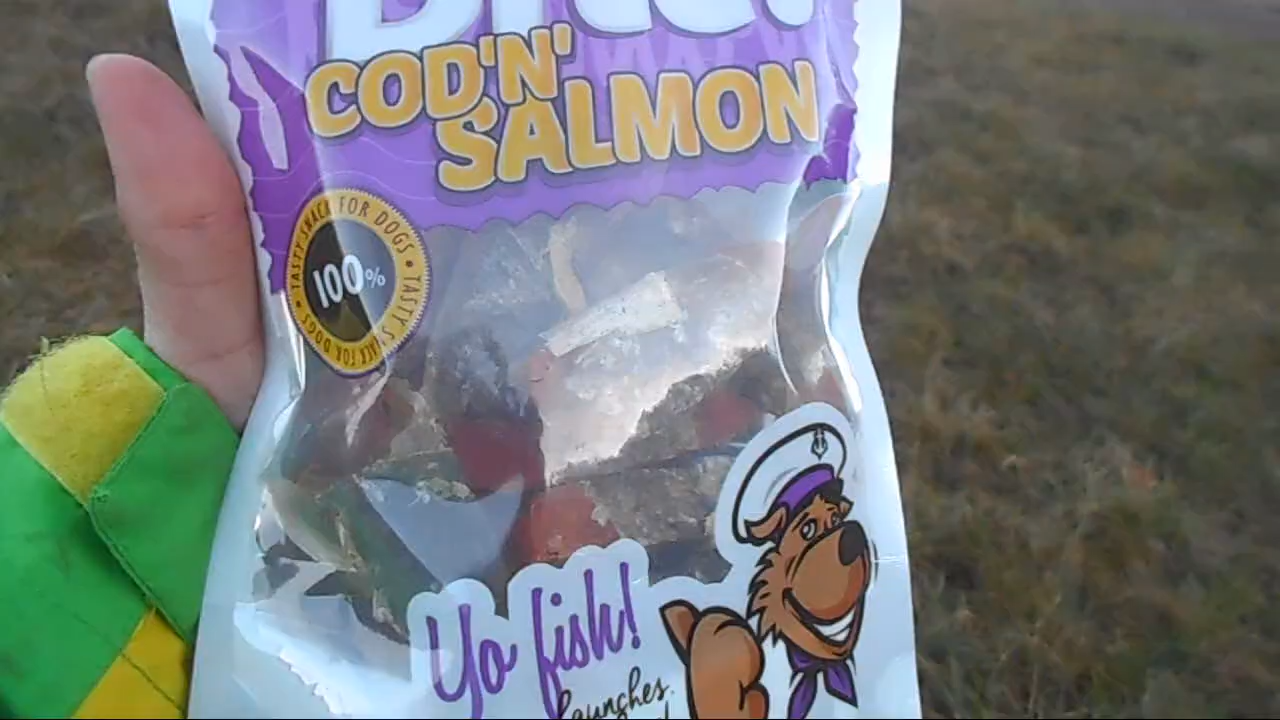 COD'N'
SALMON
TASTY SNACK FOR DOGS • TASTY SNACK FOR DOGS •
100%
Yo fish!